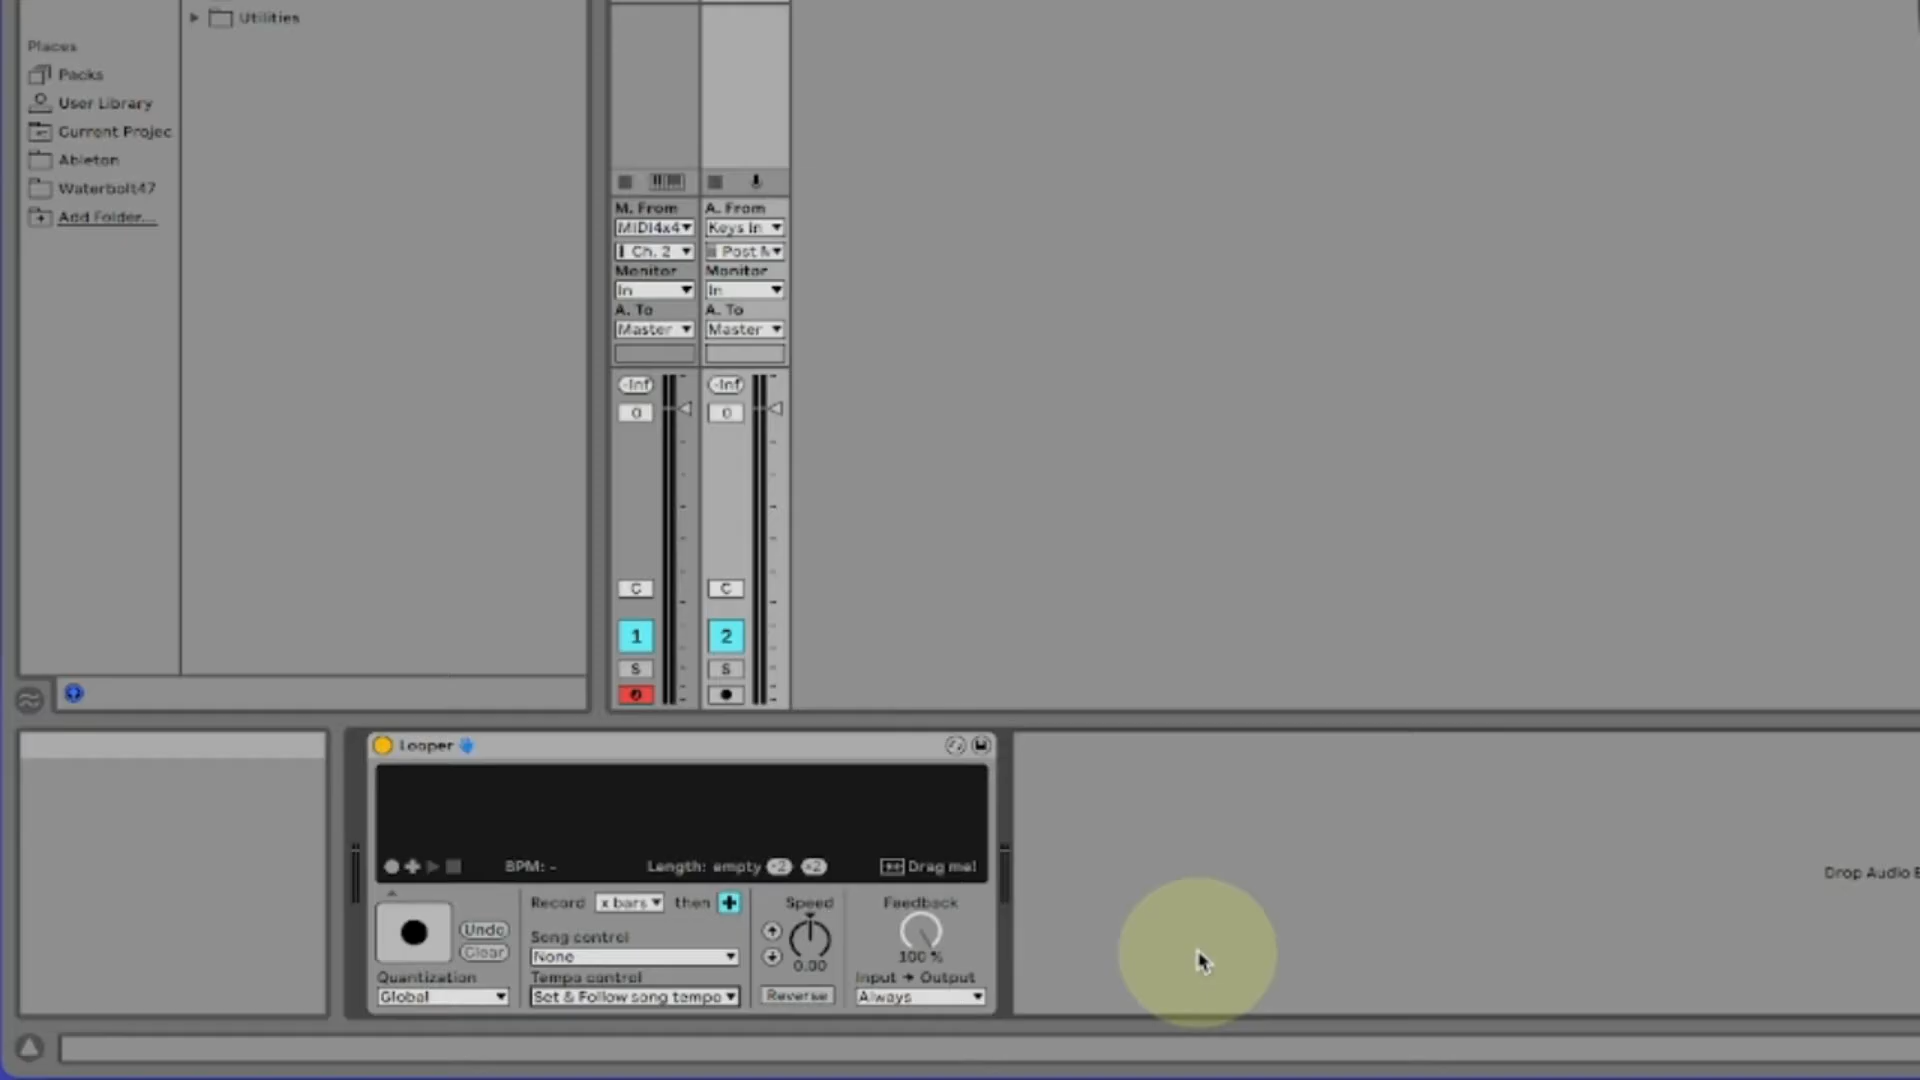 Utilities
Places
Packs
User Library
Current Projec
Ableton
Waterbolt47
Add Folder...
M. From
MIDI4x4
Ch. 2
Monitor
In
A. To
Master
-Inf
0
C
1
S
A. From
Keys In
Post M
Monitor
In
A. To
Master
-Inf
0
C
2
S
Looper
BPM: -
Length: empty :2 x2
Drag me!
Record x bars then +
Undo
Clear
Quantization
Global
Song control
None
Tempo control
Set & Follow song tempo
Speed
0.00
Reverse
Feedback
100 %
Input → Output
Always
Drop Audio E